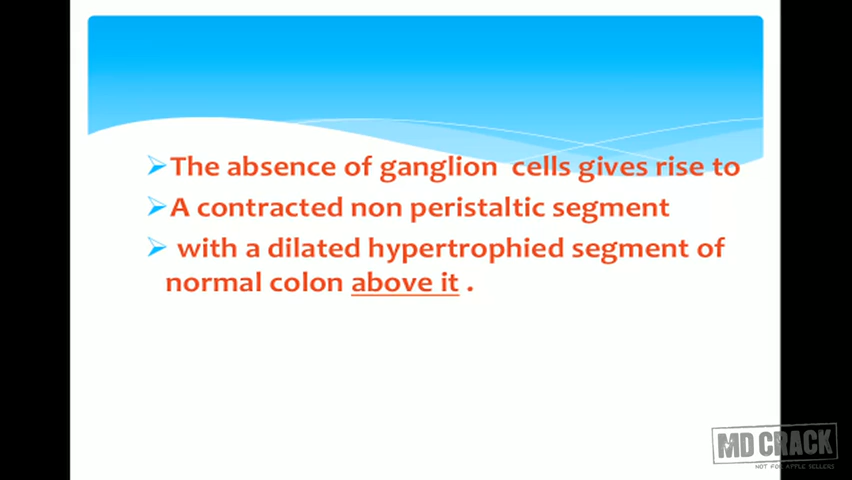 The absence of ganglion cells gives rise to
A contracted non peristaltic segment
with a dilated hypertrophied segment of
normal colon above it .
MD CRACK
NOT FOR APPLE SELLERS